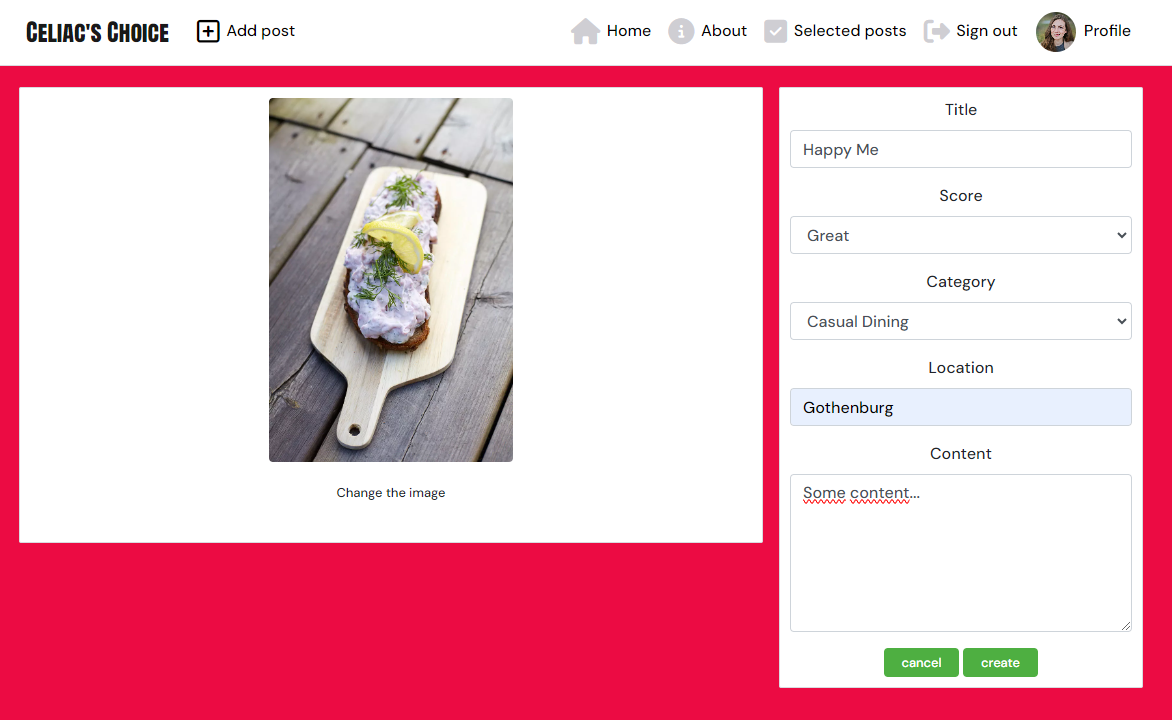 Celiac's Choice
Add post
Home
About
Selected posts
Sign out
Profile
Change the image
Title
Happy Me
Score
Great
Category
Casual Dining
Location
Gothenburg
Content
Some content...
cancel
create